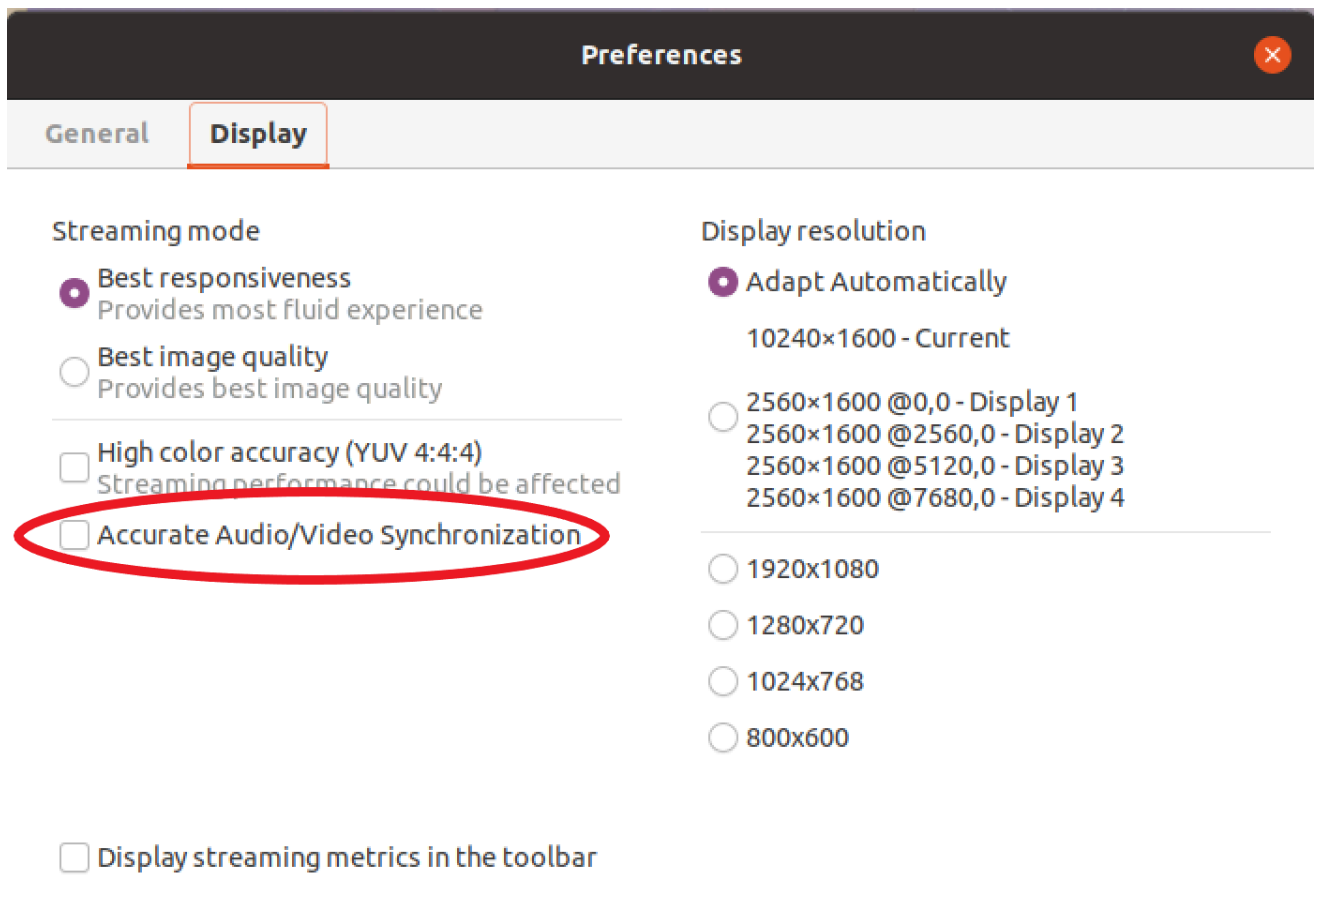 Preferences
General
Display
Streaming mode
Best responsiveness
Provides most fluid experience
Best image quality
Provides best image quality
High color accuracy (YUV 4:4:4)
Streaming performance could be affected
Accurate Audio/Video Synchronization
Display streaming metrics in the toolbar
Display resolution
Adapt Automatically
10240×1600 - Current
2560×1600 @0,0 - Display 1
2560×1600 @2560,0 - Display 2
2560×1600 @5120,0 - Display 3
2560×1600 @7680,0 - Display 4
1920x1080
1280x720
1024x768
800x600